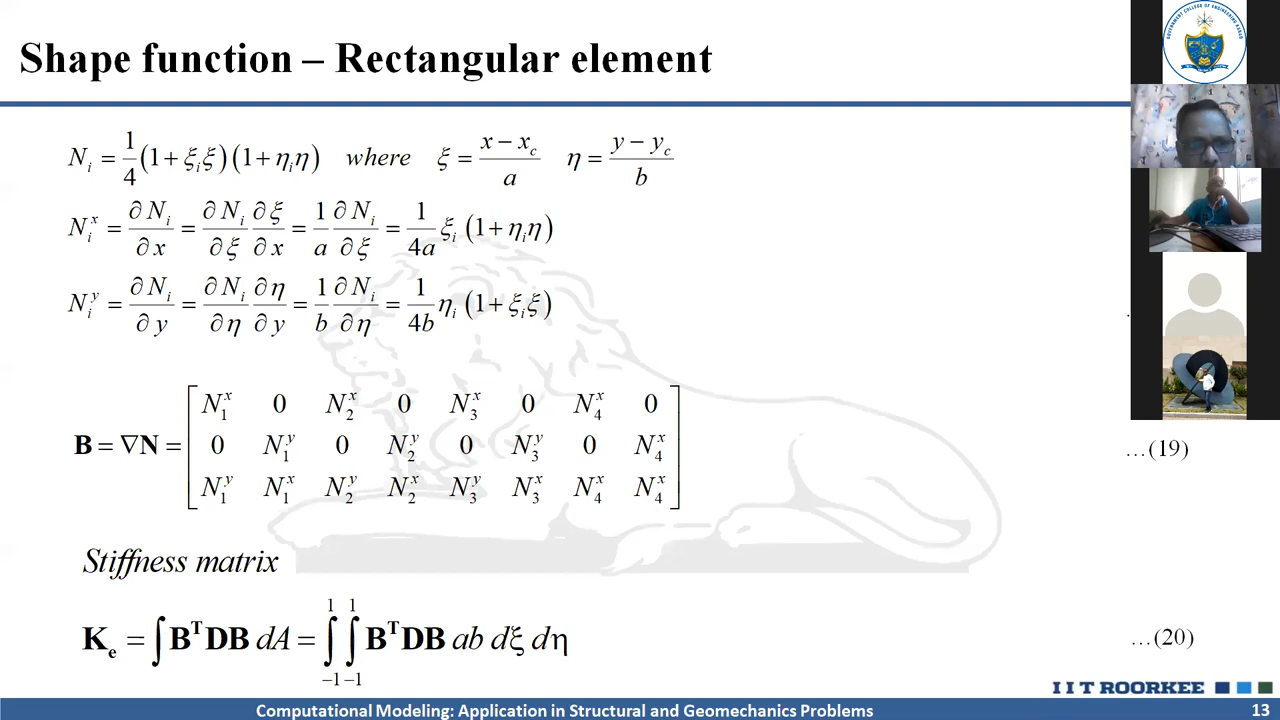 Shape function – Rectangular element
N_i = 1/4 (1 + ξ_i ξ)(1 + η_i η) where ξ = (x − x_c)/a η = (y − y_c)/b
N_i^x = ∂N_i/∂x = ∂N_i/∂ξ ∂ξ/∂x = 1/a ∂N_i/∂ξ = 1/4a ξ_i (1 + η_i η)
N_i^y = ∂N_i/∂y = ∂N_i/∂η ∂η/∂y = 1/b ∂N_i/∂η = 1/4b η_i (1 + ξ_i ξ)
N_1^x 0 N_2^x 0 N_3^x 0 N_4^x 0
B = ∇N = 0 N_1^y 0 N_2^y 0 N_3^y 0 N_4^x …(19)
N_1^y N_1^x N_2^y N_2^x N_3^y N_3^x N_4^x N_4^x
Stiffness matrix
K_e = ∫ B^T DB dA = ∫_{−1}^{1} ∫_{−1}^{1} B^T DB ab dξ dη …(20)
IIT ROORKEE
Computational Modeling: Application in Structural and Geomechanics Problems 13